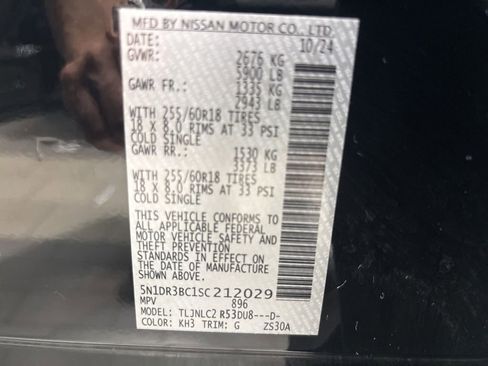 MFD BY NISSAN MOTOR CO., LTD.
DATE: 10/24
GVWR: 2676 KG
5900 LB
GAWR FR.: 1335 KG
2943 LB
WITH 255/60R18 TIRES
18 X 8.0 RIMS AT 33 PSI
COLD SINGLE
GAWR RR.: 1530 KG
3373 LB
WITH 255/60R18 TIRES
18 X 8.0 RIMS AT 33 PSI
COLD SINGLE
THIS VEHICLE CONFORMS TO
ALL APPLICABLE FEDERAL
MOTOR VEHICLE SAFETY AND
THEFT PREVENTION
STANDARDS IN EFFECT ON
THE DATE OF MANUFACTURE
SHOWN ABOVE.
5N1DR3BC1SC212029
MPV 896
MODEL: TLJNLC2 R53DU8---D-
COLOR: KH3 TRIM: G ZS30A